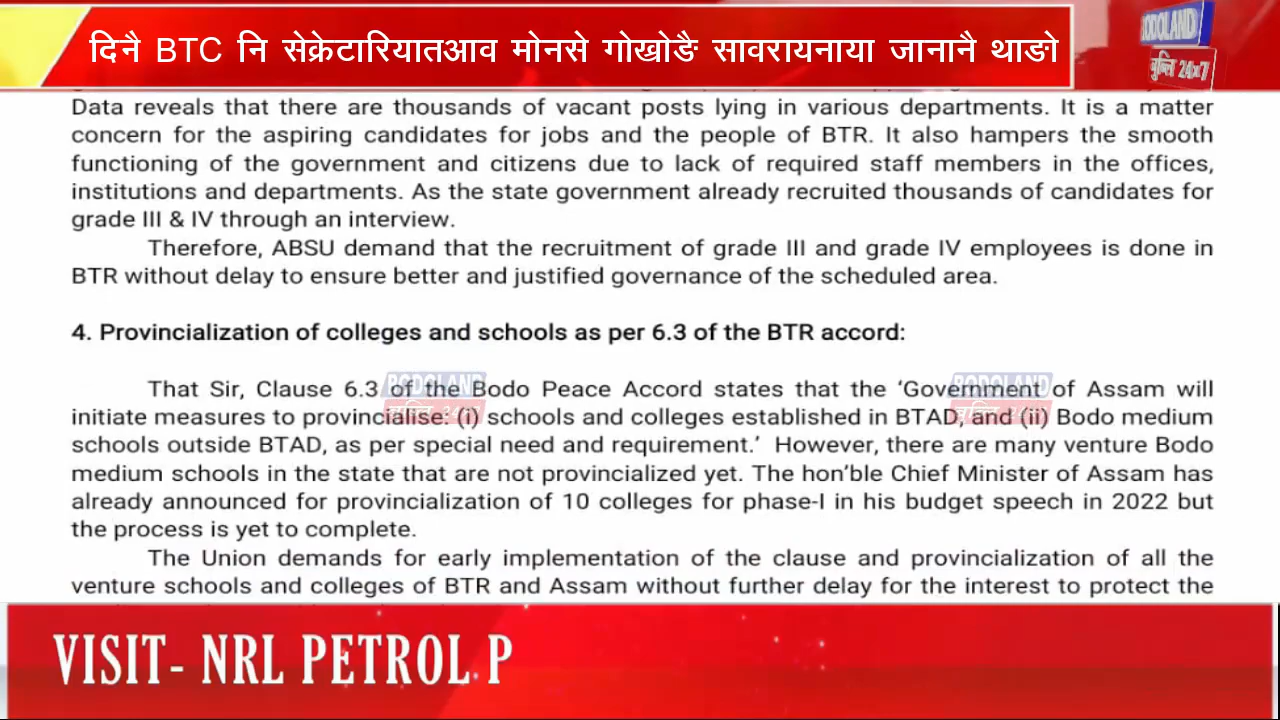 दिनै BTC नि सेक्रेटारियातआव मोनसे गोखोङै सावरायनाया जानानै थाङो
BODOLAND
बुब्लि 24x7
Data reveals that there are thousands of vacant posts lying in various departments. It is a matter
concern for the aspiring candidates for jobs and the people of BTR. It also hampers the smooth
functioning of the government and citizens due to lack of required staff members in the offices,
institutions and departments. As the state government already recruited thousands of candidates for
grade III & IV through an interview.
Therefore, ABSU demand that the recruitment of grade III and grade IV employees is done in
BTR without delay to ensure better and justified governance of the scheduled area.
4. Provincialization of colleges and schools as per 6.3 of the BTR accord:
That Sir, Clause 6.3 of the Bodo Peace Accord states that the ‘Government of Assam will
initiate measures to provincialise: (i) schools and colleges established in BTAD, and (ii) Bodo medium
schools outside BTAD, as per special need and requirement.’ However, there are many venture Bodo
medium schools in the state that are not provincialized yet. The hon’ble Chief Minister of Assam has
already announced for provincialization of 10 colleges for phase-I in his budget speech in 2022 but
the process is yet to complete.
The Union demands for early implementation of the clause and provincialization of all the
venture schools and colleges of BTR and Assam without further delay for the interest to protect the
VISIT- NRL PETROL P